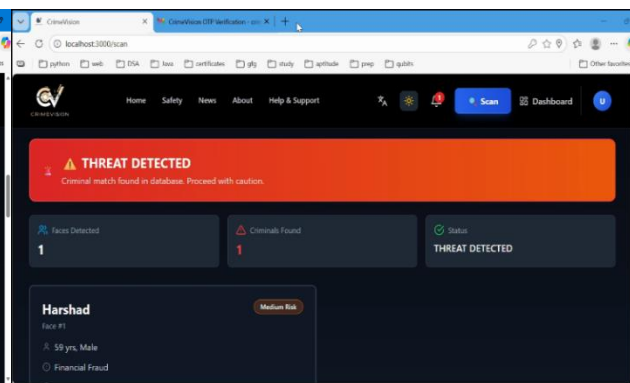 CrimeVision
CrimeVision OTP Verification
localhost:3000/scan
python web DSA Java certificates gfg study aptitude prep qubits Other favorites
CV
CRIMEVISION
Home Safety News About Help & Support Scan Dashboard U
THREAT DETECTED
Criminal match found in database. Proceed with caution.
Faces Detected Criminals Found Status
1 1 THREAT DETECTED
Harshad Medium Risk
Face #1
59 yrs, Male
Financial Fraud